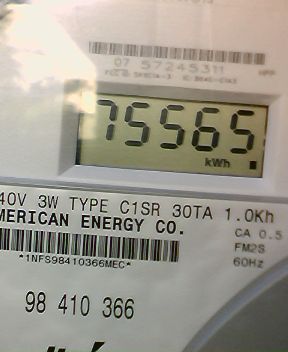 07 57245311
75565
kWh
40V 3W TYPE C1SR 30TA 1.0Kh
MERICAN ENERGY CO.
CA 0.5
FM2S
*1NFS98410366MEC*
60Hz
98 410 366